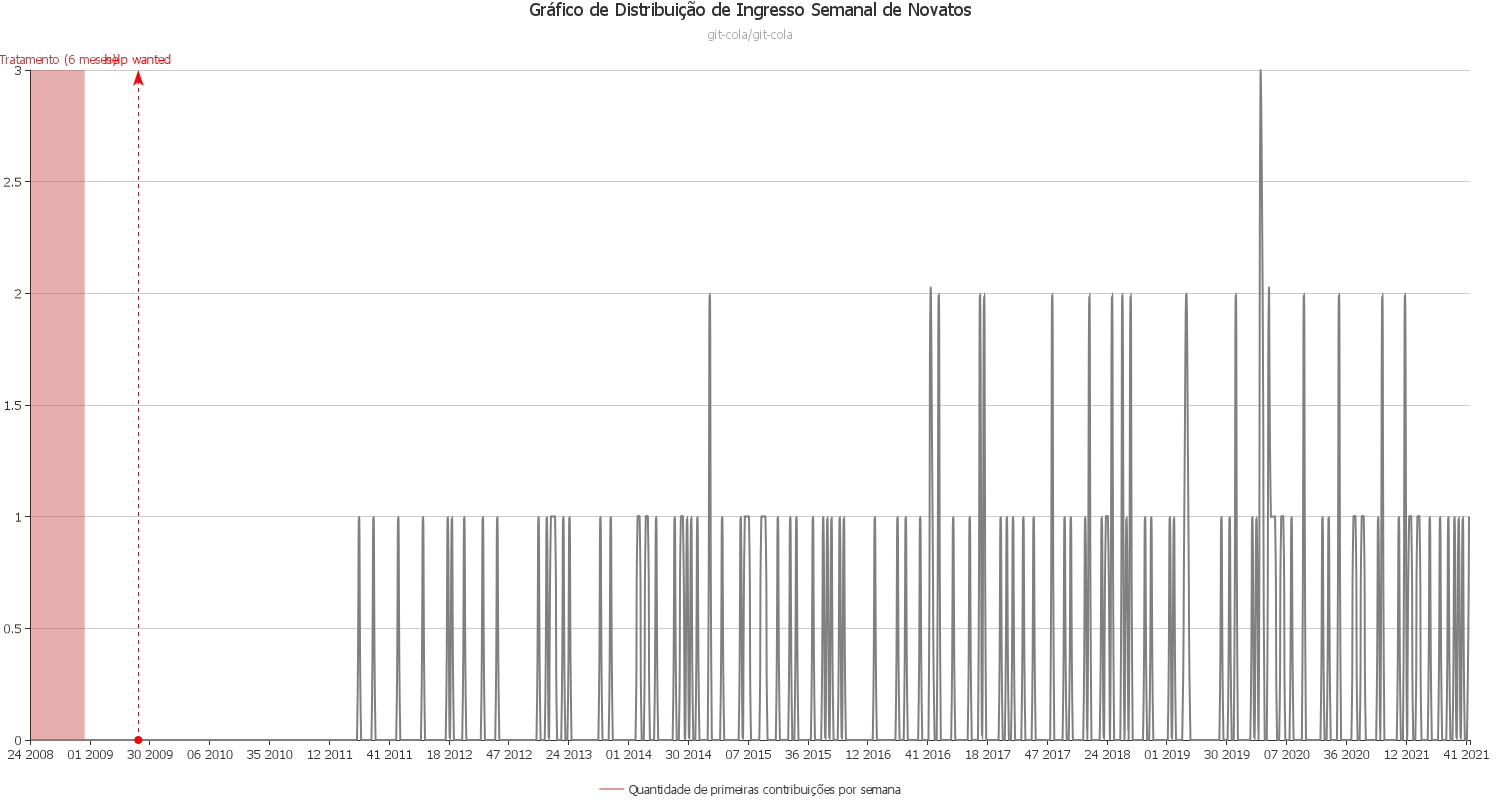 Gráfico de Distribuição de Ingresso Semanal de Novatos
git-cola/git-cola
Tratamento (6 meses)
help wanted
3
2.5
2
1.5
1
0.5
0
24 2008 01 2009 30 2009 06 2010 35 2010 12 2011 41 2011 18 2012 47 2012 24 2013 01 2014 30 2014 07 2015 36 2015 12 2016 41 2016 18 2017 47 2017 24 2018 01 2019 30 2019 07 2020 36 2020 12 2021 41 2021
Quantidade de primeiras contribuições por semana